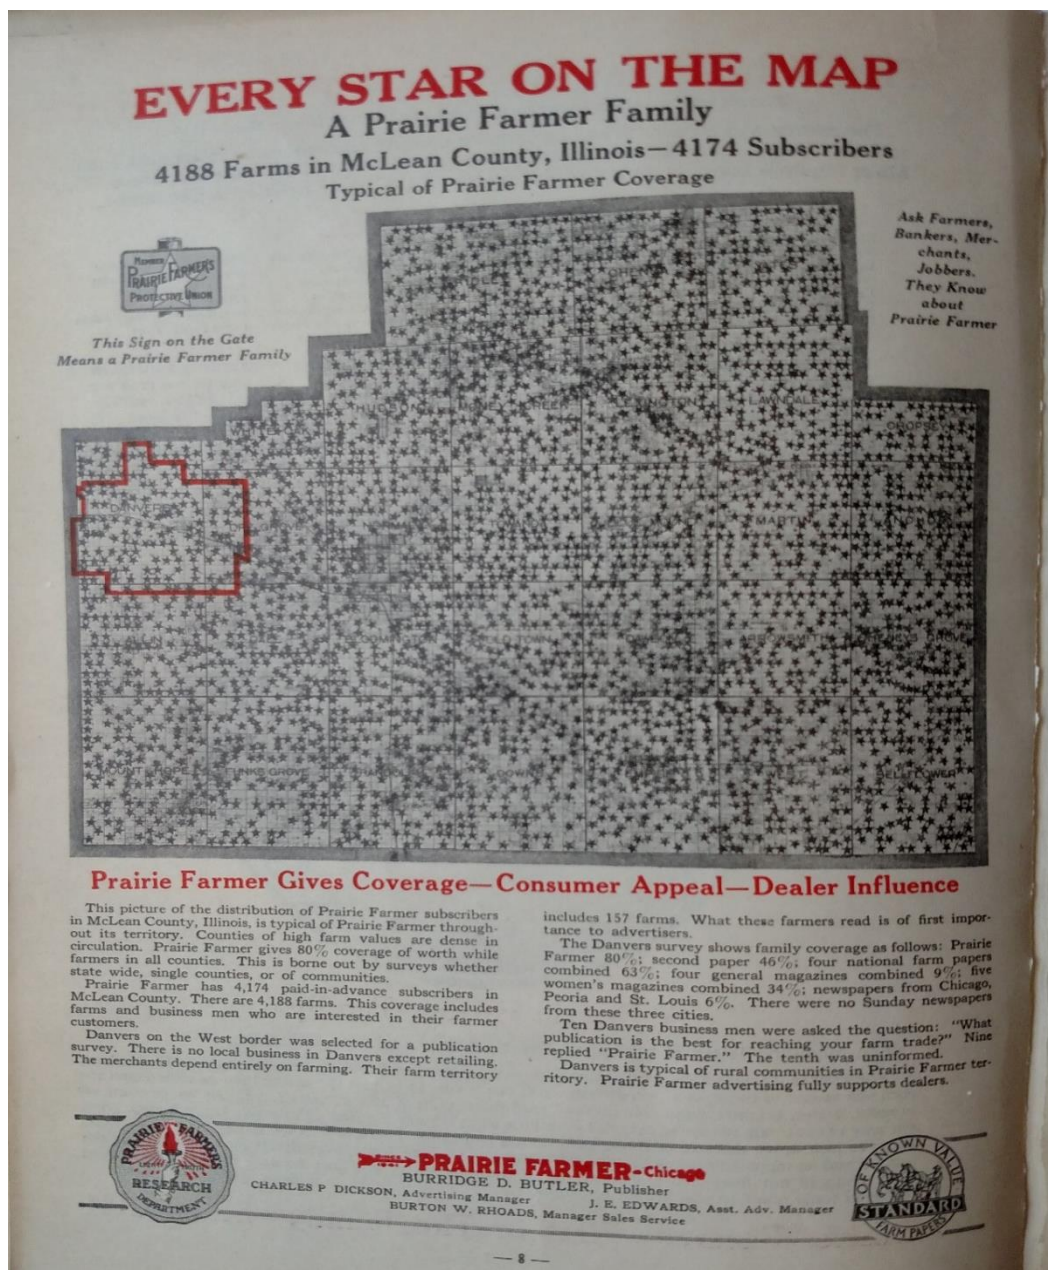 EVERY STAR ON THE MAP
A Prairie Farmer Family
4188 Farms in McLean County, Illinois—4174 Subscribers
Typical of Prairie Farmer Coverage
MEMBER
PRAIRIE FARMER'S
PROTECTIVE UNION
This Sign on the Gate
Means a Prairie Farmer Family
Ask Farmers,
Bankers, Mer-
chants,
Jobbers.
They Know
about
Prairie Farmer
HUDSON
LEXINGTON
LAWNDALE
CROPSEY
DANVERS
MARTIN
ALLIN
ARROWSMITH
CHENEYS GROVE
MOUNT HOPE
FUNKS GROVE
WEST
BELLFLOWER
Prairie Farmer Gives Coverage—Consumer Appeal—Dealer Influence
This picture of the distribution of Prairie Farmer subscribers
in McLean County, Illinois, is typical of Prairie Farmer through-
out its territory. Counties of high farm values are dense in
circulation. Prairie Farmer gives 80% coverage of worth while
farmers in all counties. This is borne out by surveys whether
state wide, single counties, or of communities.
Prairie Farmer has 4,174 paid-in-advance subscribers in
McLean County. There are 4,188 farms. This coverage includes
farms and business men who are interested in their farmer
customers.
Danvers on the West border was selected for a publication
survey. There is no local business in Danvers except retailing.
The merchants depend entirely on farming. Their farm territory
includes 157 farms. What these farmers read is of first impor-
tance to advertisers.
The Danvers survey shows family coverage as follows: Prairie
Farmer 80%; second paper 46%; four national farm papers
combined 63%; four general magazines combined 9%; five
women's magazines combined 34%; newspapers from Chicago,
Peoria and St. Louis 6%. There were no Sunday newspapers
from these three cities.
Ten Danvers business men were asked the question: "What
publication is the best for reaching your farm trade?" Nine
replied "Prairie Farmer." The tenth was uninformed.
Danvers is typical of rural communities in Prairie Farmer ter-
ritory. Prairie Farmer advertising fully supports dealers.
PRAIRIE FARMER'S
RESEARCH
DEPARTMENT
PRAIRIE FARMER-Chicago
BURRIDGE D. BUTLER, Publisher
CHARLES P DICKSON, Advertising Manager J. E. EDWARDS, Asst. Adv. Manager
BURTON W. RHOADS, Manager Sales Service
OF KNOWN VALUE
STANDARD
FARM PAPERS
— 8 —